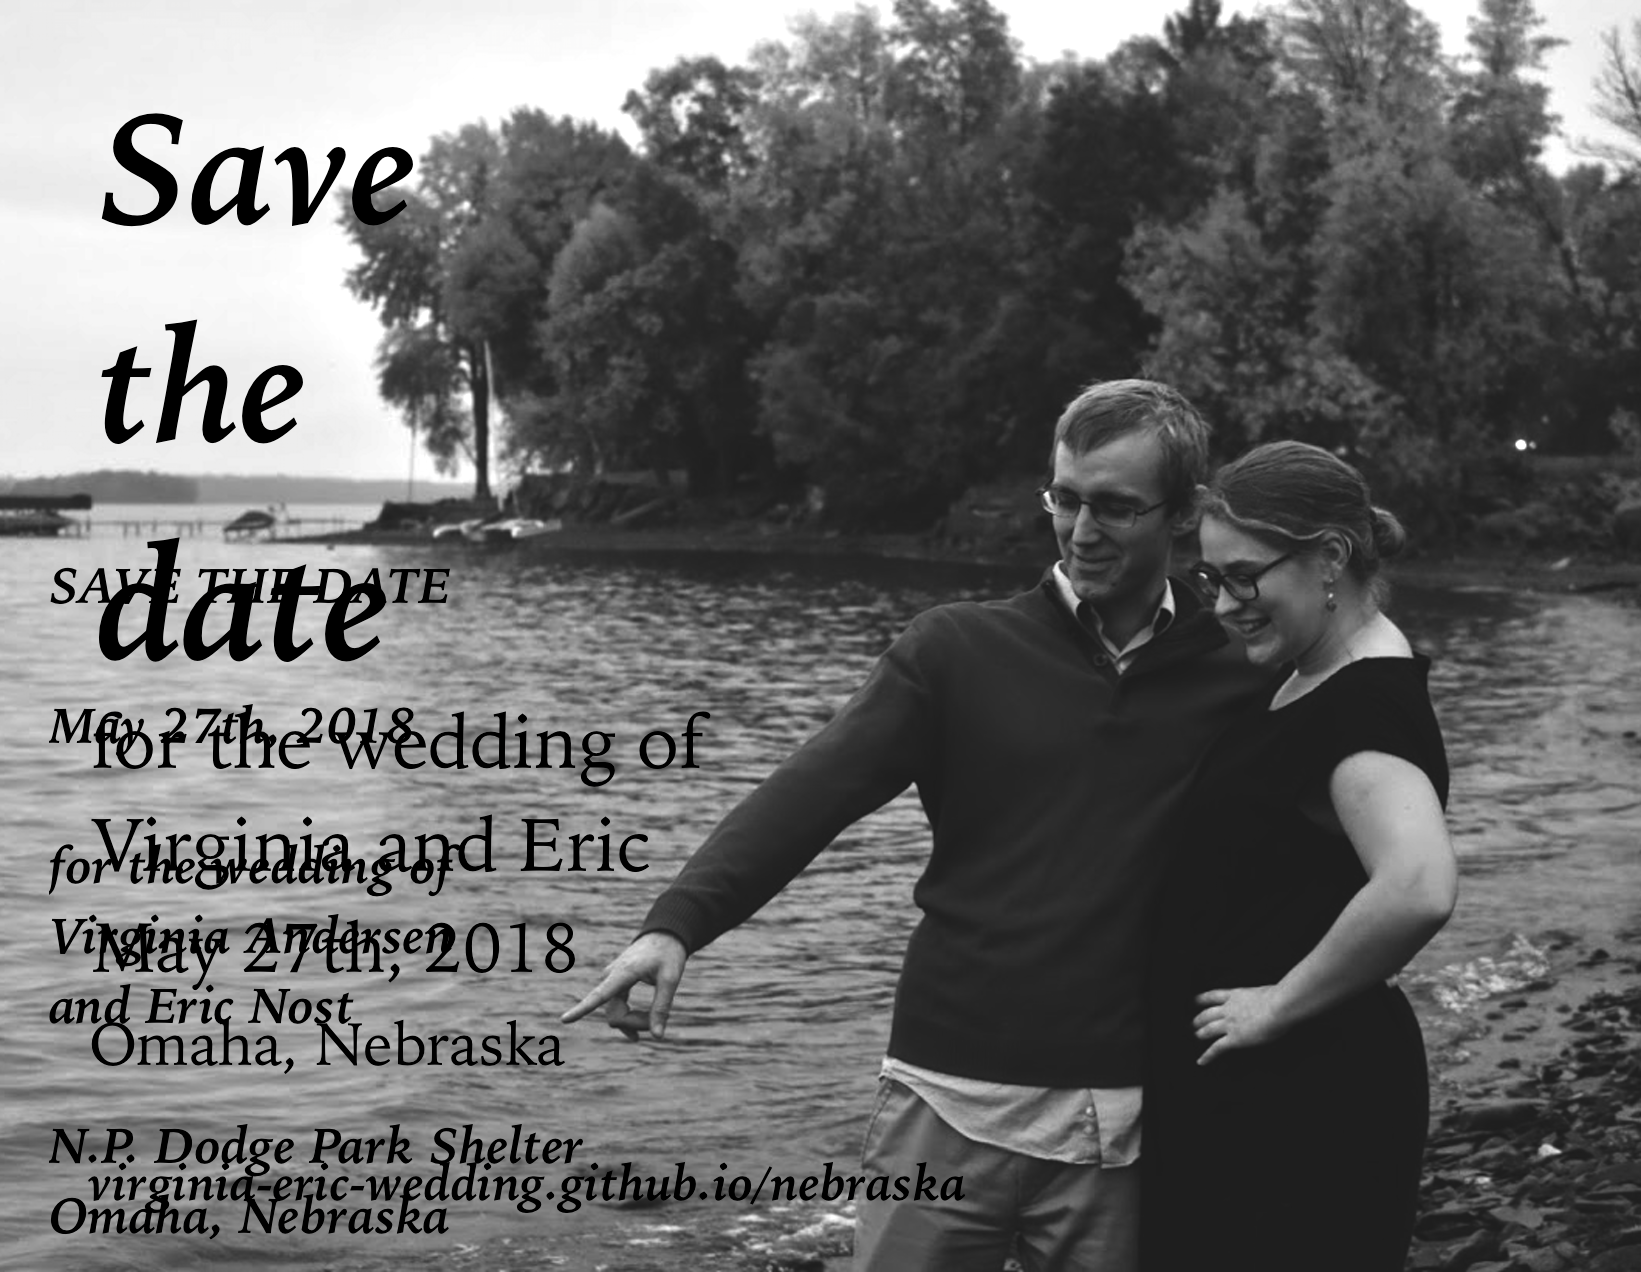 Save
the
date
SAVE THE DATE
May 27th, 2018
for the wedding of
Virginia and Eric
for the wedding of
Virginia Andersen
May 27th, 2018
and Eric Nost
Omaha, Nebraska
N.P. Dodge Park Shelter
virginia-eric-wedding.github.io/nebraska
Omaha, Nebraska